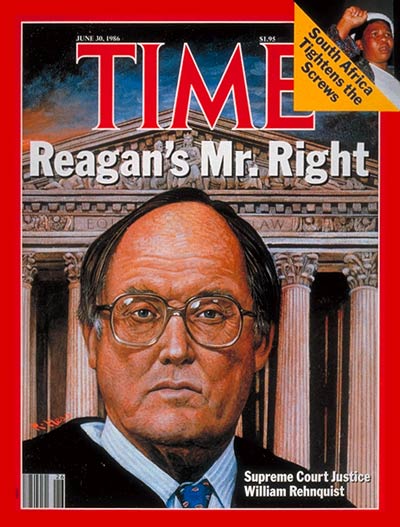 JUNE 30, 1986
$1.95
TIME
South Africa
Tightens the
Screws
Reagan's Mr. Right
Supreme Court Justice
William Rehnquist
26